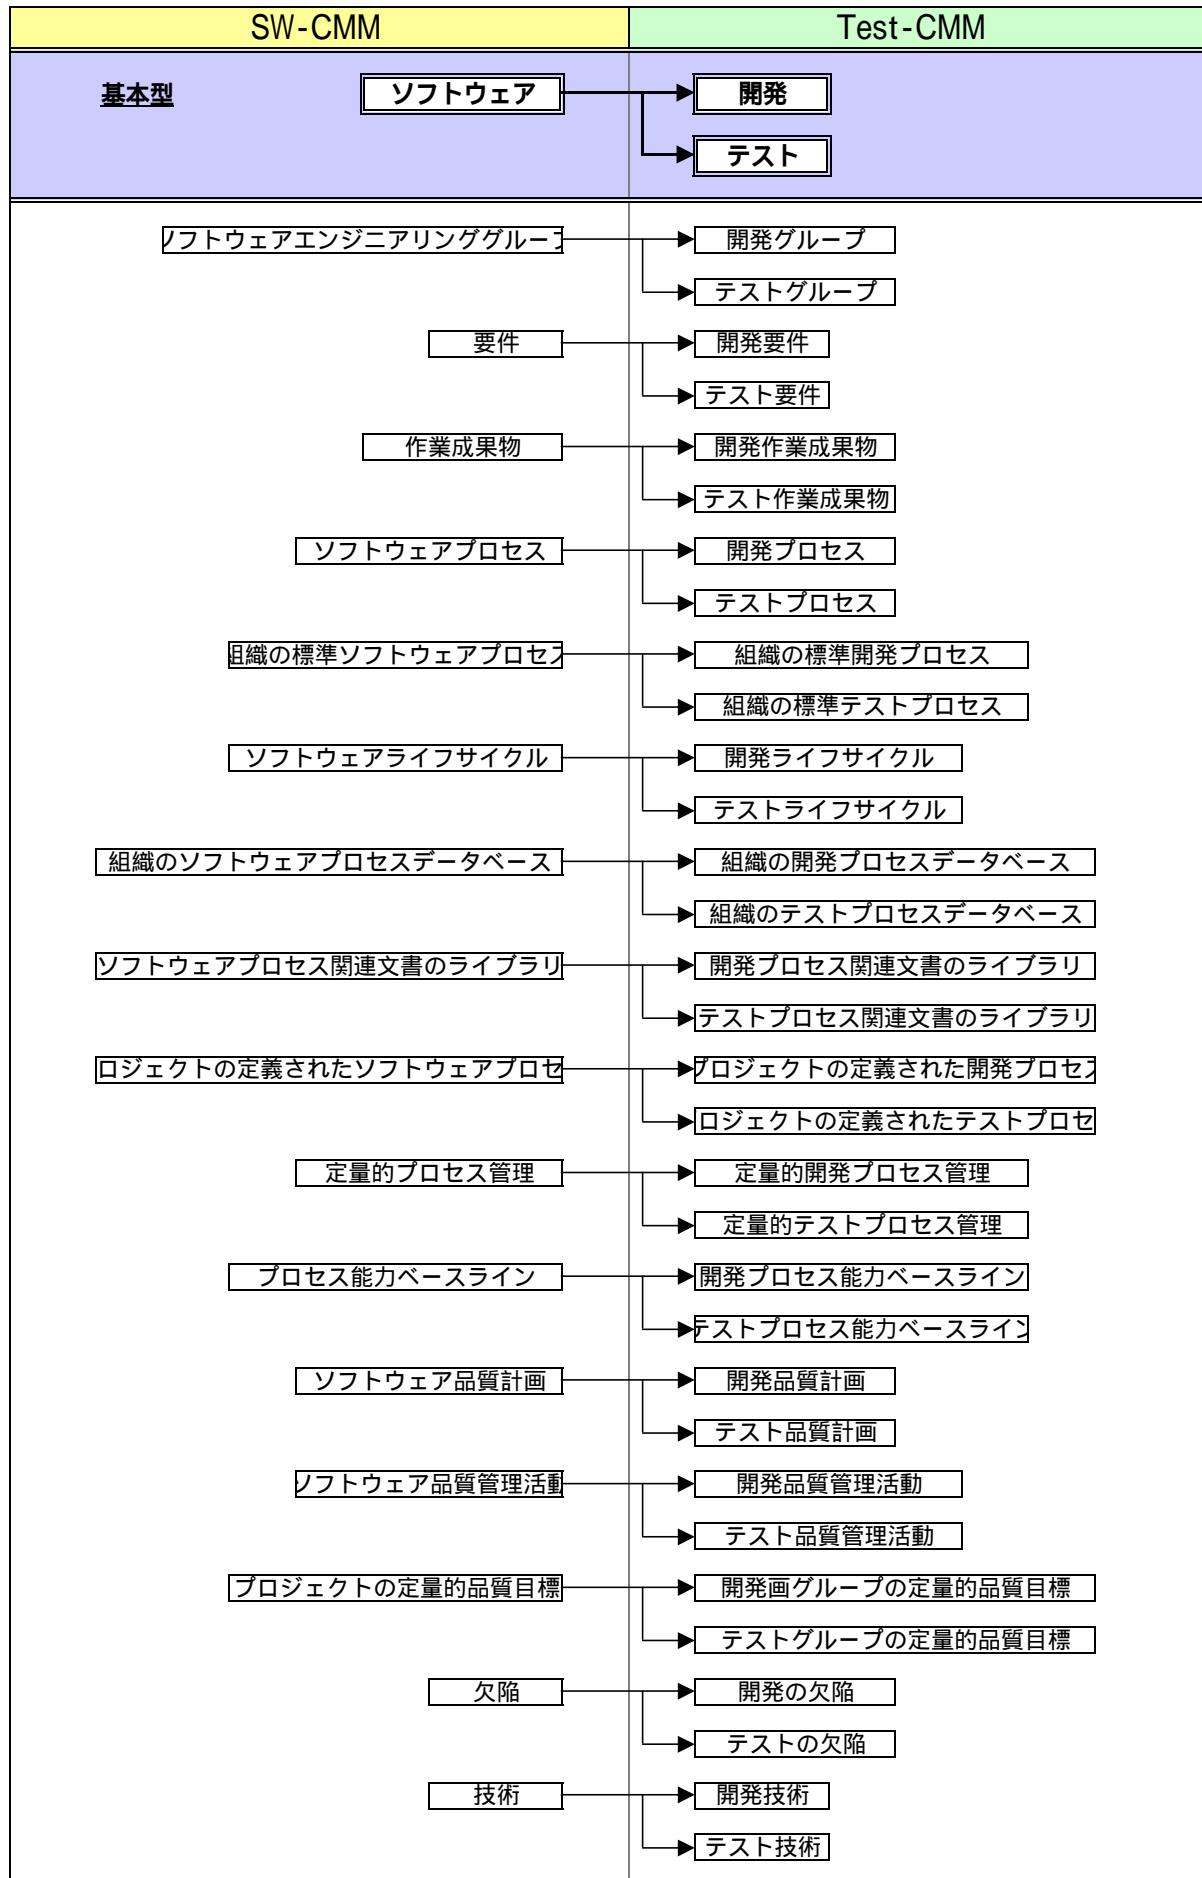 SW-CMM Test-CMM
基本型 ソフトウェア 開発
テスト
ソフトウェアエンジニアリンググループ 開発グループ
テストグループ
要件 開発要件
テスト要件
作業成果物 開発作業成果物
テスト作業成果物
ソフトウェアプロセス 開発プロセス
テストプロセス
組織の標準ソフトウェアプロセス 組織の標準開発プロセス
組織の標準テストプロセス
ソフトウェアライフサイクル 開発ライフサイクル
テストライフサイクル
組織のソフトウェアプロセスデータベース 組織の開発プロセスデータベース
組織のテストプロセスデータベース
ソフトウェアプロセス関連文書のライブラリ 開発プロセス関連文書のライブラリ
テストプロセス関連文書のライブラリ
ロジェクトの定義されたソフトウェアプロセ プロジェクトの定義された開発プロセス
ロジェクトの定義されたテストプロセ
定量的プロセス管理 定量的開発プロセス管理
定量的テストプロセス管理
プロセス能力ベースライン 開発プロセス能力ベースライン
テストプロセス能力ベースライン
ソフトウェア品質計画 開発品質計画
テスト品質計画
ソフトウェア品質管理活動 開発品質管理活動
テスト品質管理活動
プロジェクトの定量的品質目標 開発画グループの定量的品質目標
テストグループの定量的品質目標
欠陥 開発の欠陥
テストの欠陥
技術 開発技術
テスト技術